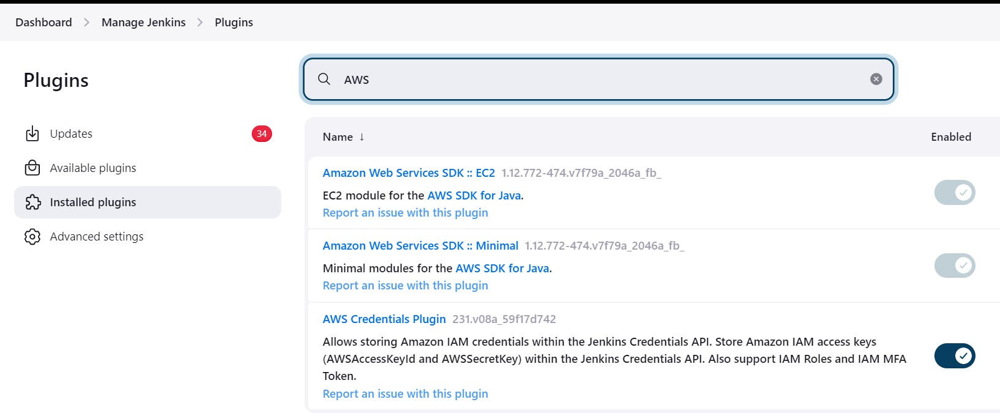 Dashboard > Manage Jenkins > Plugins
Plugins
Updates 34
Available plugins
Installed plugins
Advanced settings
AWS
Name ↓ Enabled
Amazon Web Services SDK :: EC2 1.12.772-474.v7f79a_2046a_fb_
EC2 module for the AWS SDK for Java.
Report an issue with this plugin
Amazon Web Services SDK :: Minimal 1.12.772-474.v7f79a_2046a_fb_
Minimal modules for the AWS SDK for Java.
Report an issue with this plugin
AWS Credentials Plugin 231.v08a_59f17d742
Allows storing Amazon IAM credentials within the Jenkins Credentials API. Store Amazon IAM access keys
(AWSAccessKeyId and AWSSecretKey) within the Jenkins Credentials API. Also support IAM Roles and IAM MFA
Token.
Report an issue with this plugin